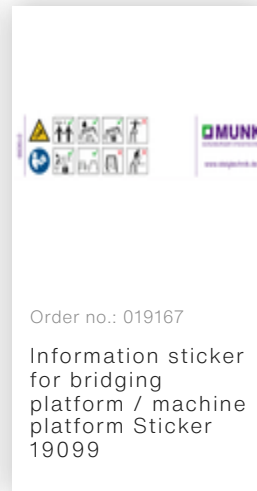 MUNK
Order no.: 019167
Information sticker
for bridging
platform / machine
platform Sticker
19099